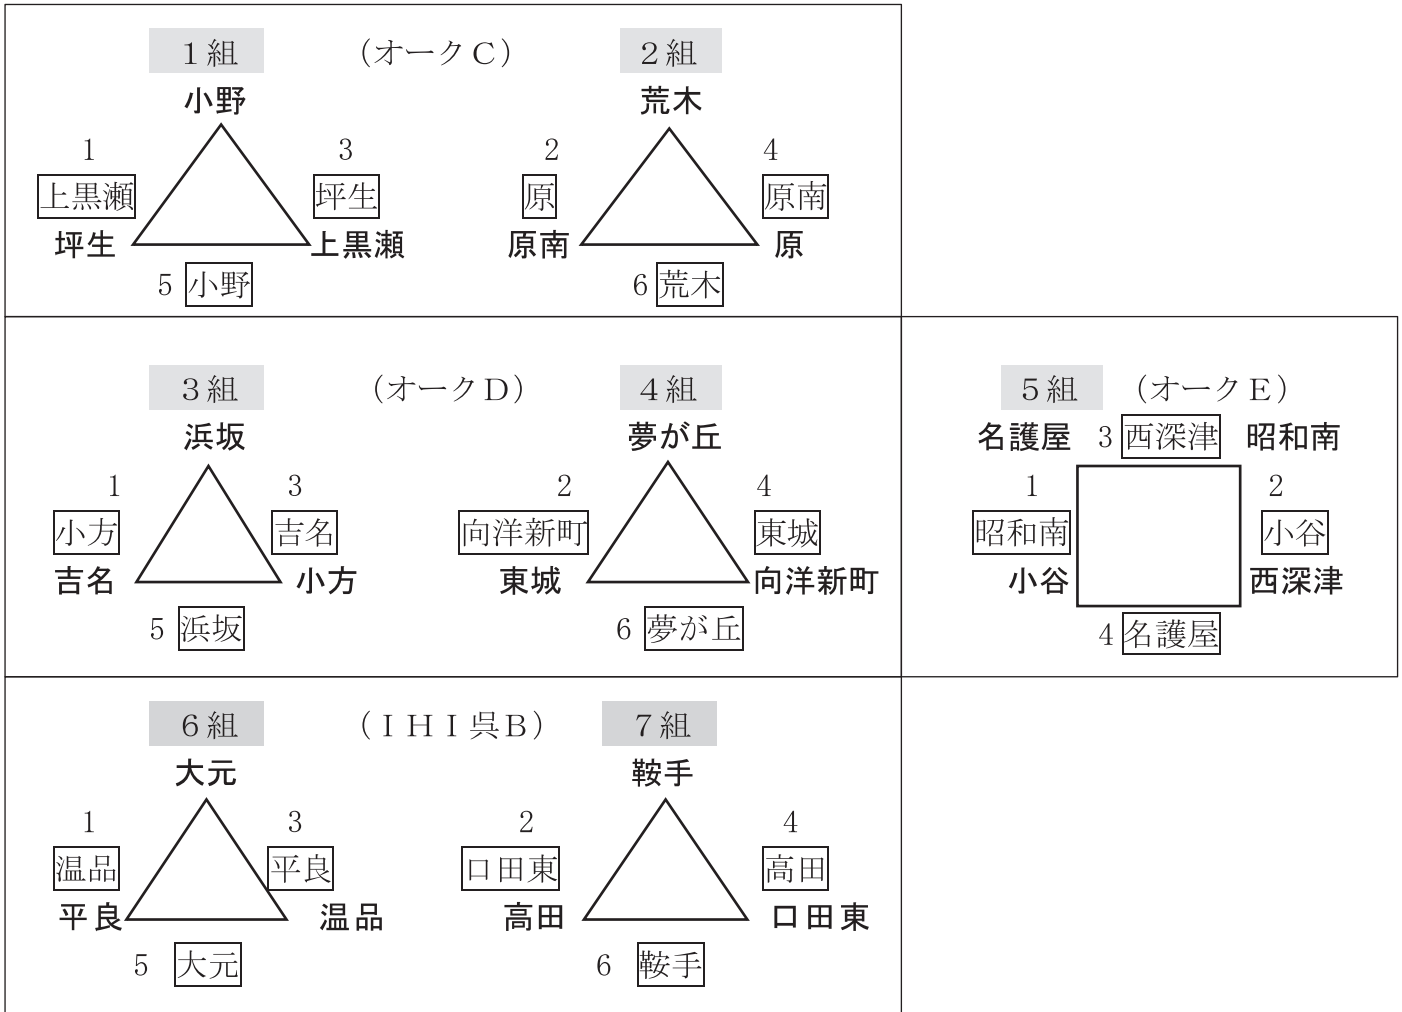 １組 （オークＣ） ２組
小野 荒木
1 3 2 4
上黒瀬 坪生 原 原南
坪生 上黒瀬 原南 原
5 小野 6 荒木
３組 （オークＤ） ４組 ５組 （オークＥ）
浜坂 夢が丘 名護屋 3 西深津 昭和南
1 3 2 4 1 2
小方 吉名 向洋新町 東城 昭和南 小谷
吉名 小方 東城 向洋新町 小谷 西深津
5 浜坂 6 夢が丘 4 名護屋
６組 （ＩＨＩ呉Ｂ） ７組
大元 鞍手
1 3 2 4
温品 平良 口田東 高田
平良 温品 高田 口田東
5 大元 6 鞍手